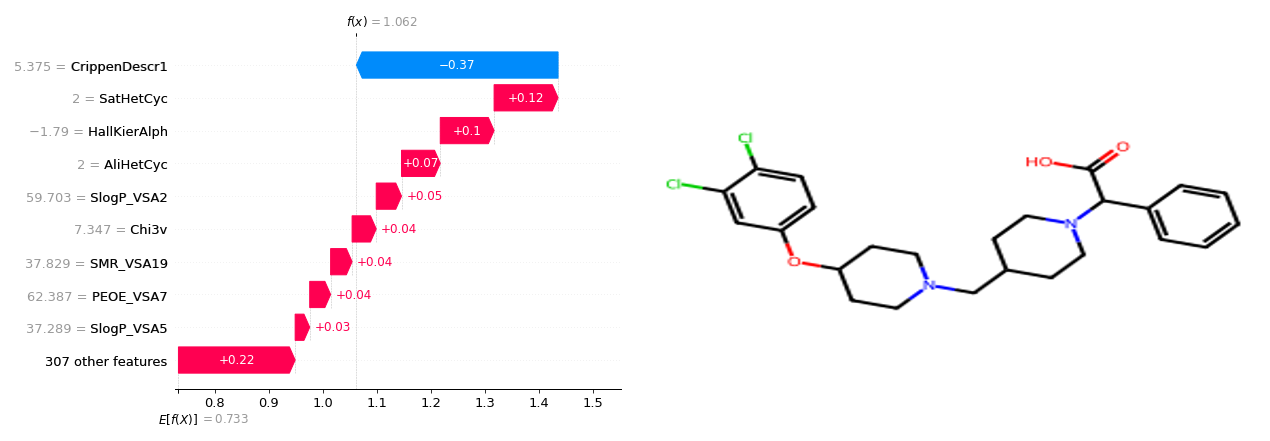 f(x) = 1.062
5.375 = CrippenDescr1
−0.37
2 = SatHetCyc
+0.12
−1.79 = HallKierAlph
+0.1
2 = AliHetCyc
+0.07
59.703 = SlogP_VSA2
+0.05
7.347 = Chi3v
+0.04
37.829 = SMR_VSA19
+0.04
62.387 = PEOE_VSA7
+0.04
37.289 = SlogP_VSA5
+0.03
307 other features
+0.22
0.8 0.9 1.0 1.1 1.2 1.3 1.4 1.5
E[f(X)] = 0.733
Cl
Cl
O
N
N
HO
O